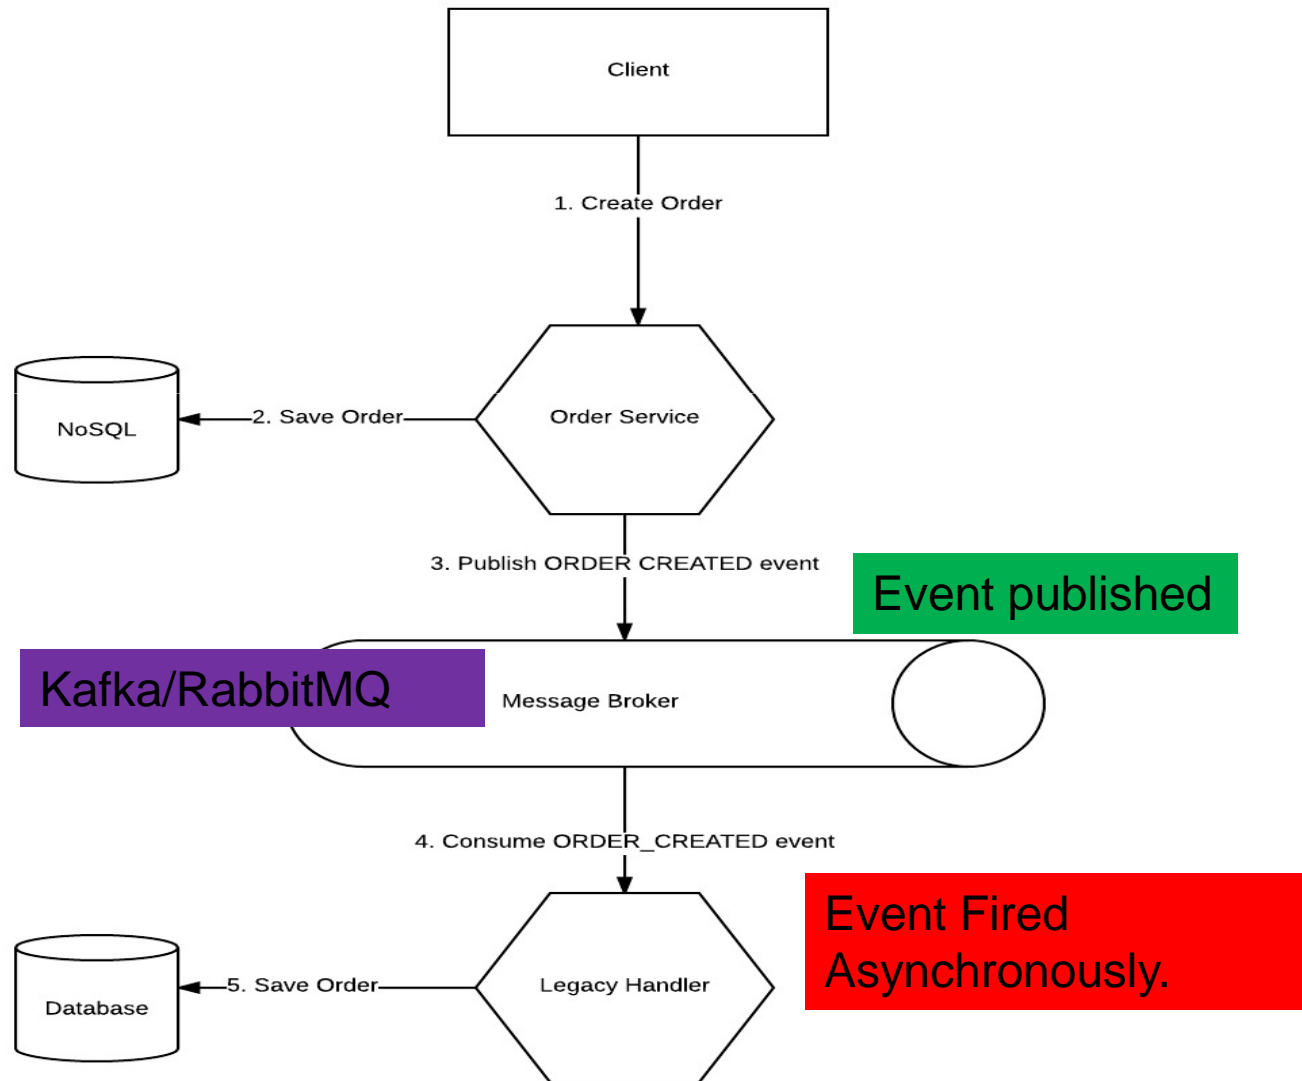 Client
1. Create Order
NoSQL
2. Save Order
Order Service
3. Publish ORDER CREATED event
Event published
Kafka/RabbitMQ
Message Broker
4. Consume ORDER_CREATED event
Event Fired
Asynchronously.
Database
5. Save Order
Legacy Handler